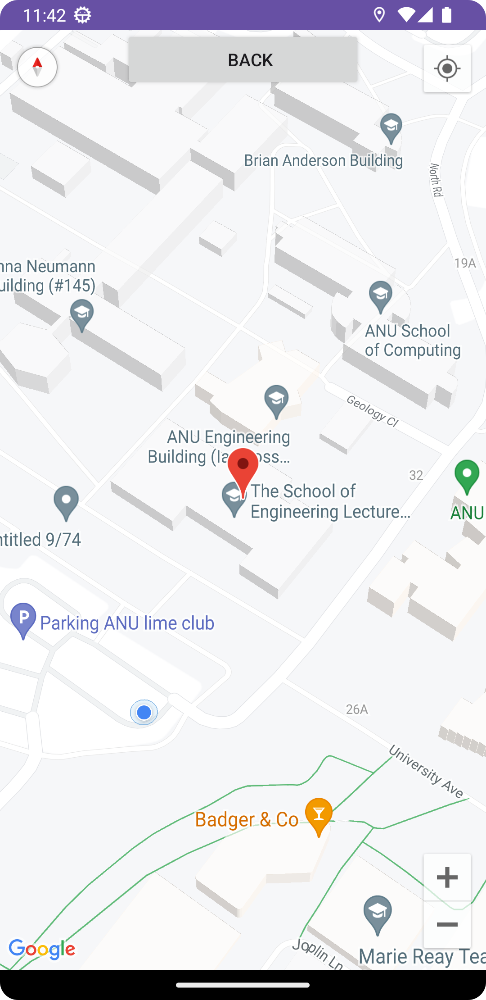 11:42
BACK
Brian Anderson Building
North Rd
19A
nna Neumann
uilding (#145)
ANU School
of Computing
Geology Cl
ANU Engineering
Building (Ia oss...
32
The School of
Engineering Lecture...
ANU
ntitled 9/74
P
Parking ANU lime club
26A
University Ave
Badger & Co
Joplin Ln
Marie Reay Tea
Google